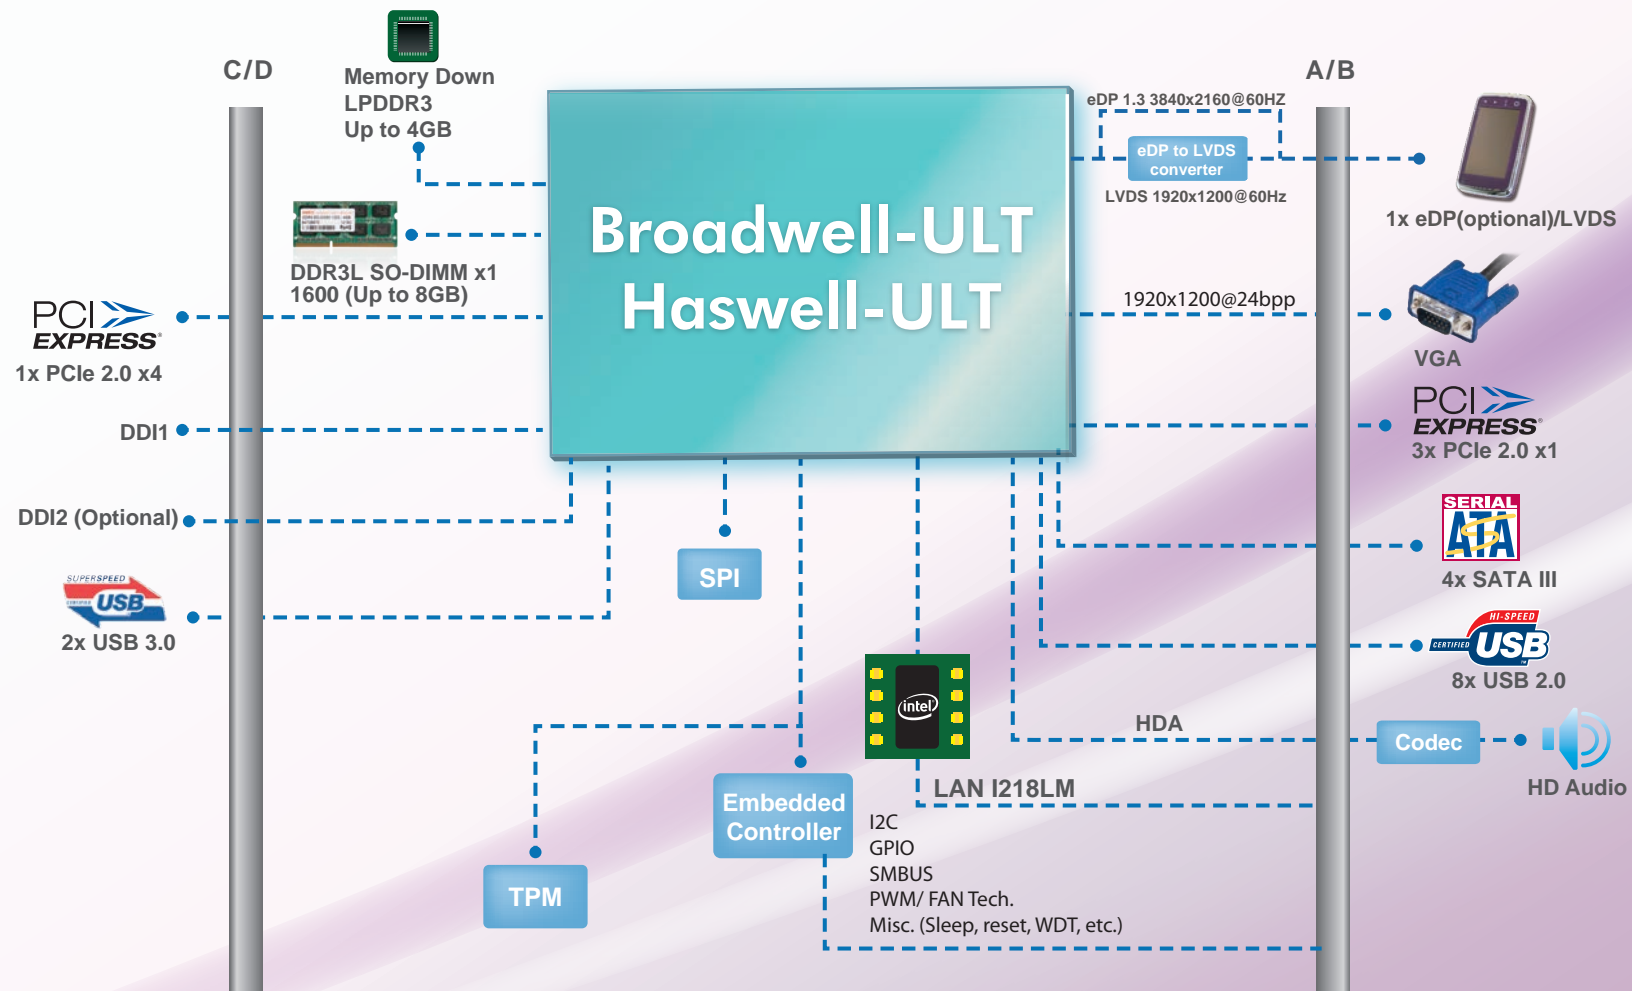 C/D
Memory Down
LPDDR3
Up to 4GB
DDR3L SO-DIMM x1
1600 (Up to 8GB)
PCI
EXPRESS®
1x PCIe 2.0 x4
DDI1
DDI2 (Optional)
SUPERSPEED
CERTIFIED
USB
2x USB 3.0
Broadwell-ULT
Haswell-ULT
SPI
TPM
Embedded
Controller
intel
LAN I218LM
I2C
GPIO
SMBUS
PWM/ FAN Tech.
Misc. (Sleep, reset, WDT, etc.)
HDA
A/B
eDP 1.3 3840x2160@60HZ
eDP to LVDS
converter
LVDS 1920x1200@60Hz
1x eDP(optional)/LVDS
1920x1200@24bpp
VGA
PCI
EXPRESS®
3x PCIe 2.0 x1
SERIAL
ATA
4x SATA III
HI-SPEED
CERTIFIED
USB
8x USB 2.0
Codec
HD Audio